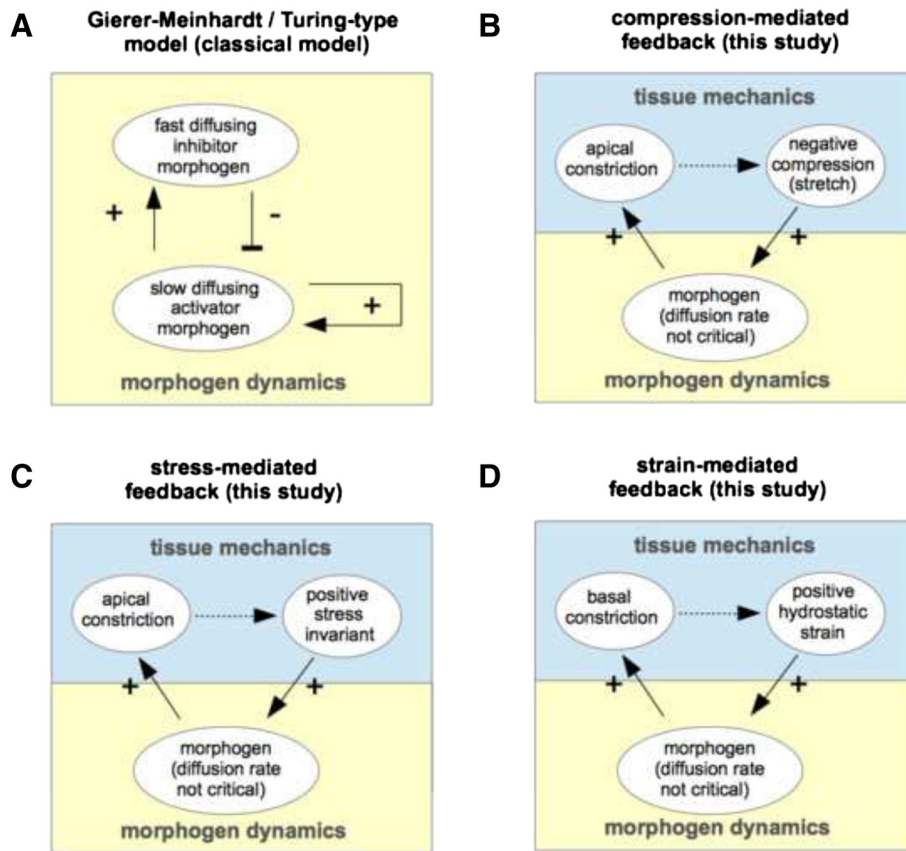 A
Gierer-Meinhardt / Turing-type
model (classical model)
fast diffusing
inhibitor
morphogen
+
-
slow diffusing
activator
morphogen
+
morphogen dynamics
B
compression-mediated
feedback (this study)
tissue mechanics
apical
constriction
negative
compression
(stretch)
+
+
morphogen
(diffusion rate
not critical)
morphogen dynamics
C
stress-mediated
feedback (this study)
tissue mechanics
apical
constriction
positive
stress
invariant
+
+
morphogen
(diffusion rate
not critical)
morphogen dynamics
D
strain-mediated
feedback (this study)
tissue mechanics
basal
constriction
positive
hydrostatic
strain
+
+
morphogen
(diffusion rate
not critical)
morphogen dynamics